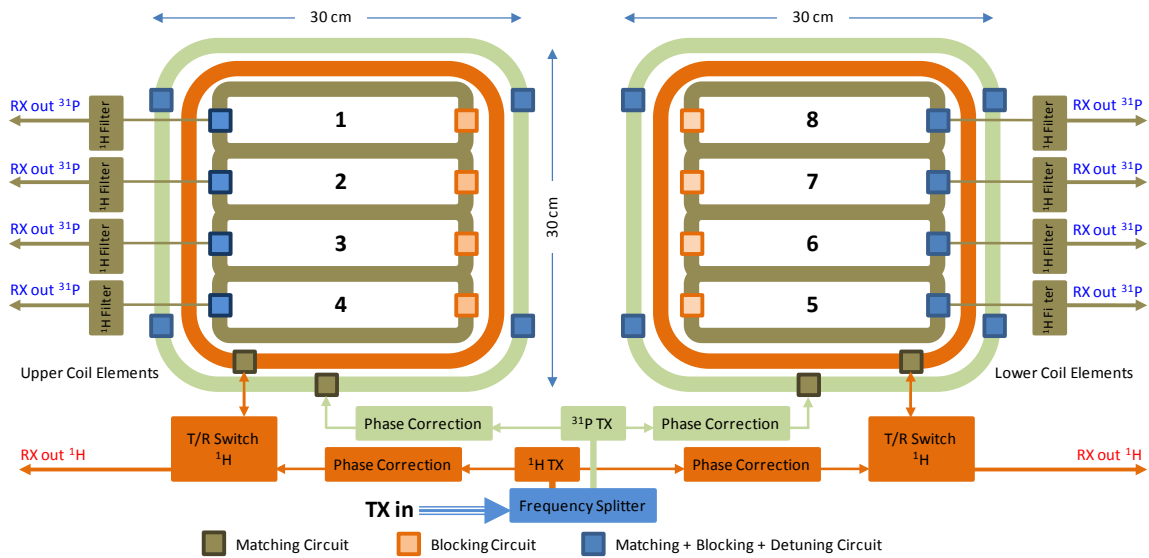 30 cm
30 cm
RX out ³¹P
¹H Filter
1
8
¹H Filter
RX out ³¹P
RX out ³¹P
¹H Filter
2
7
¹H Filter
RX out ³¹P
30 cm
RX out ³¹P
¹H Filter
3
6
¹H Filter
RX out ³¹P
RX out ³¹P
¹H Filter
4
5
¹H Fi ter
RX out ³¹P
Upper Coil Elements
Lower Coil Elements
Phase Correction
³¹P TX
Phase Correction
T/R Switch
¹H
T/R Switch
¹H
RX out ¹H
Phase Correction
¹H TX
Phase Correction
RX out ¹H
TX in
Frequency Splitter
Matching Circuit
Blocking Circuit
Matching + Blocking + Detuning Circuit